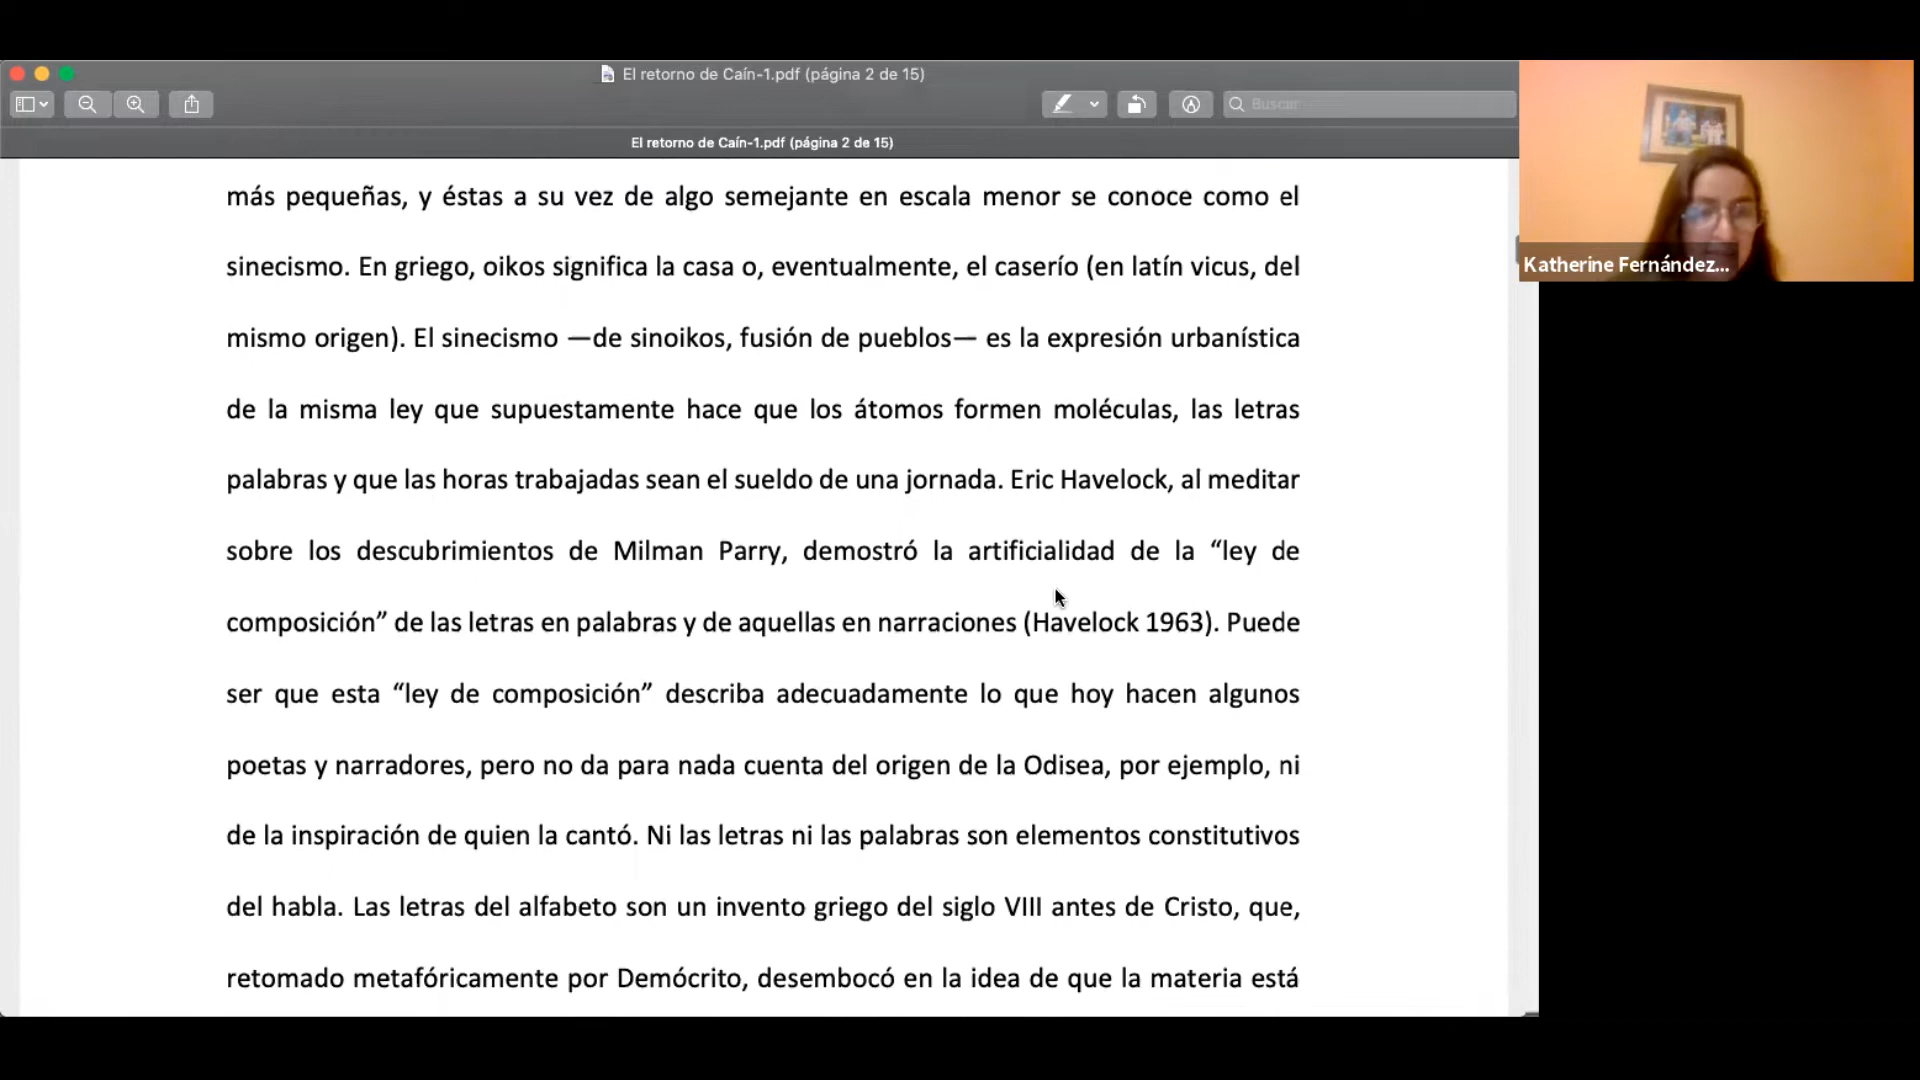 El retorno de Caín-1.pdf (página 2 de 15)
Buscar
El retorno de Caín-1.pdf (página 2 de 15)
más pequeñas, y éstas a su vez de algo semejante en escala menor se conoce como el
sinecismo. En griego, oikos significa la casa o, eventualmente, el caserío (en latín vicus, del
mismo origen). El sinecismo —de sinoikos, fusión de pueblos— es la expresión urbanística
de la misma ley que supuestamente hace que los átomos formen moléculas, las letras
palabras y que las horas trabajadas sean el sueldo de una jornada. Eric Havelock, al meditar
sobre los descubrimientos de Milman Parry, demostró la artificialidad de la “ley de
composición” de las letras en palabras y de aquellas en narraciones (Havelock 1963). Puede
ser que esta “ley de composición” describa adecuadamente lo que hoy hacen algunos
poetas y narradores, pero no da para nada cuenta del origen de la Odisea, por ejemplo, ni
de la inspiración de quien la cantó. Ni las letras ni las palabras son elementos constitutivos
del habla. Las letras del alfabeto son un invento griego del siglo VIII antes de Cristo, que,
retomado metafóricamente por Demócrito, desembocó en la idea de que la materia está
Katherine Fernández...